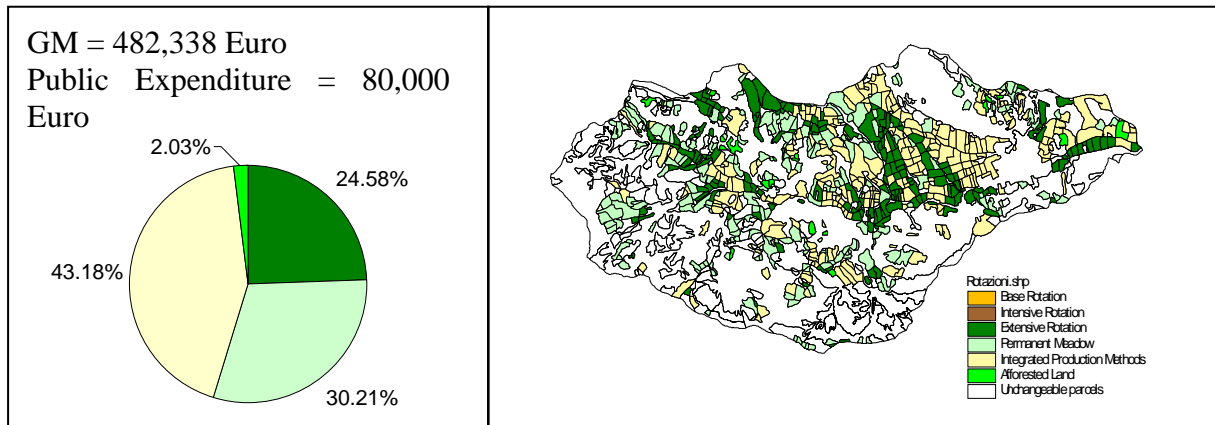 GM = 482,338 Euro
Public Expenditure = 80,000
Euro
2.03%
24.58%
43.18%
30.21%
Rotazioni.shp
Base Rotation
Intensive Rotation
Extensive Rotation
Permanent Meadow
Integrated Production Methods
Afforested Land
Unchangeable parcels